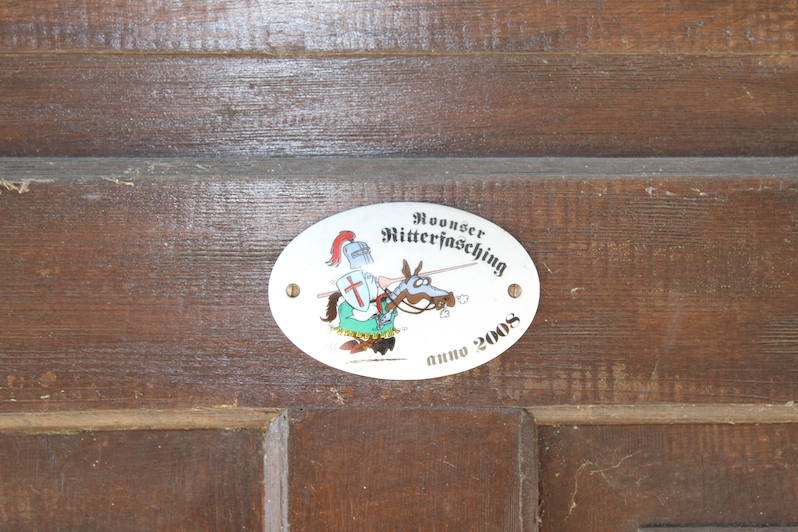 Roonser
Ritterfasching
anno 2008